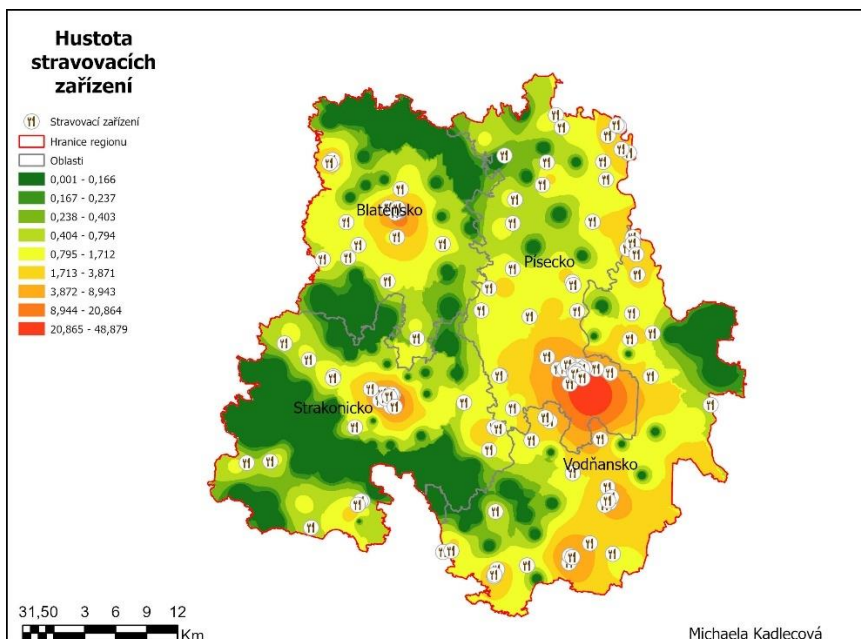 Hustota
stravovacích
zařízení
Stravovací zařízení
Hranice regionu
Oblasti
0,001 - 0,166
0,167 - 0,237
0,238 - 0,403
0,404 - 0,794
0,795 - 1,712
1,713 - 3,871
3,872 - 8,943
8,944 - 20,864
20,865 - 48,879
Blatensko
Písecko
Strakonicko
Vodňansko
31,50 3 6 9 12
Km
Michaela Kadlecová